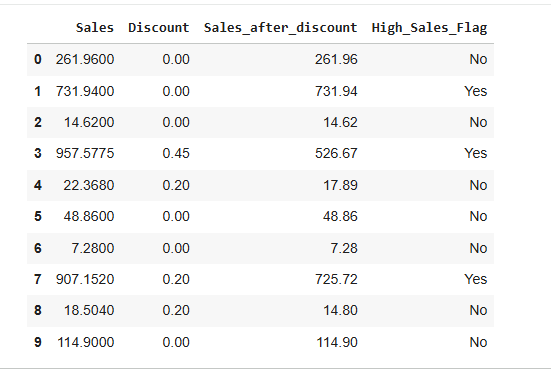 Sales Discount Sales_after_discount High_Sales_Flag
0 261.9600 0.00 261.96 No
1 731.9400 0.00 731.94 Yes
2 14.6200 0.00 14.62 No
3 957.5775 0.45 526.67 Yes
4 22.3680 0.20 17.89 No
5 48.8600 0.00 48.86 No
6 7.2800 0.00 7.28 No
7 907.1520 0.20 725.72 Yes
8 18.5040 0.20 14.80 No
9 114.9000 0.00 114.90 No